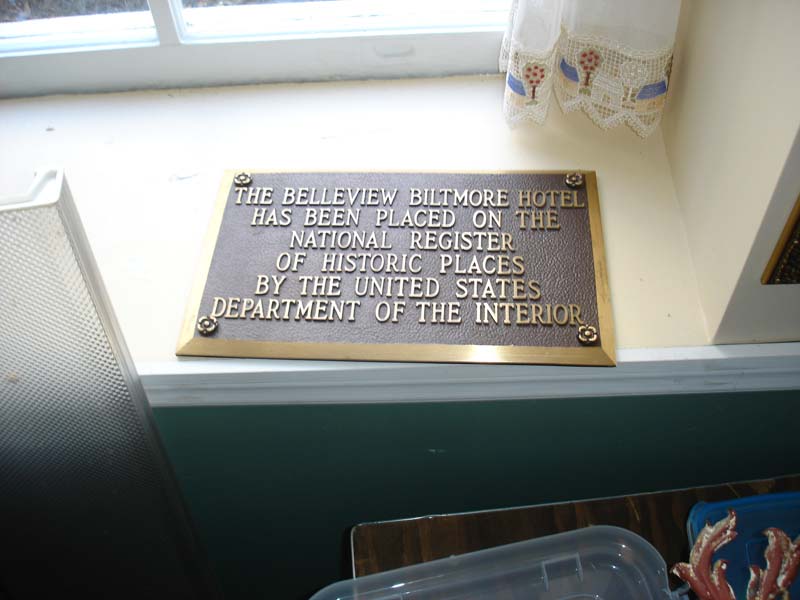 THE BELLEVIEW BILTMORE HOTEL
HAS BEEN PLACED ON THE
NATIONAL REGISTER
OF HISTORIC PLACES
BY THE UNITED STATES
DEPARTMENT OF THE INTERIOR